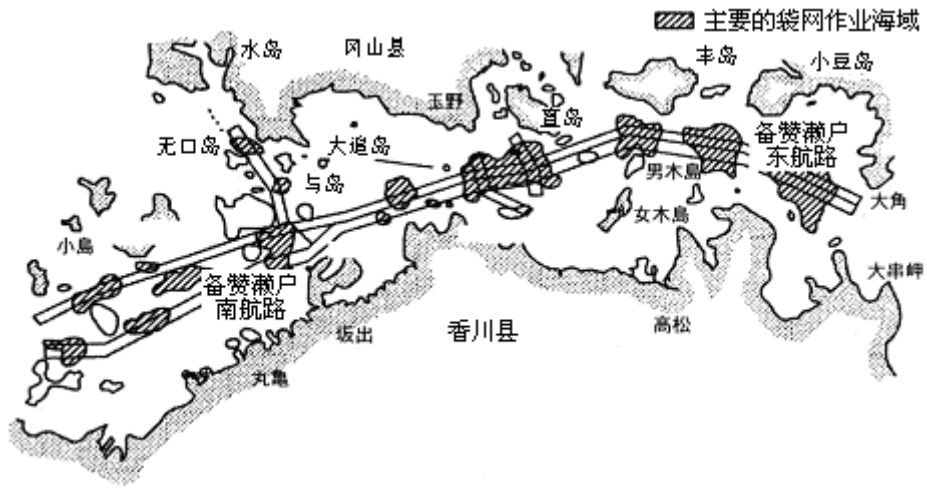 主要的袋网作业海域
水岛
冈山县
丰岛
小豆岛
玉野
直岛
备赞濑户
东航路
无口岛
大追岛
与岛
男木島
女木島
大角
小島
大串岬
备赞濑户
南航路
高松
坂出
香川县
丸亀